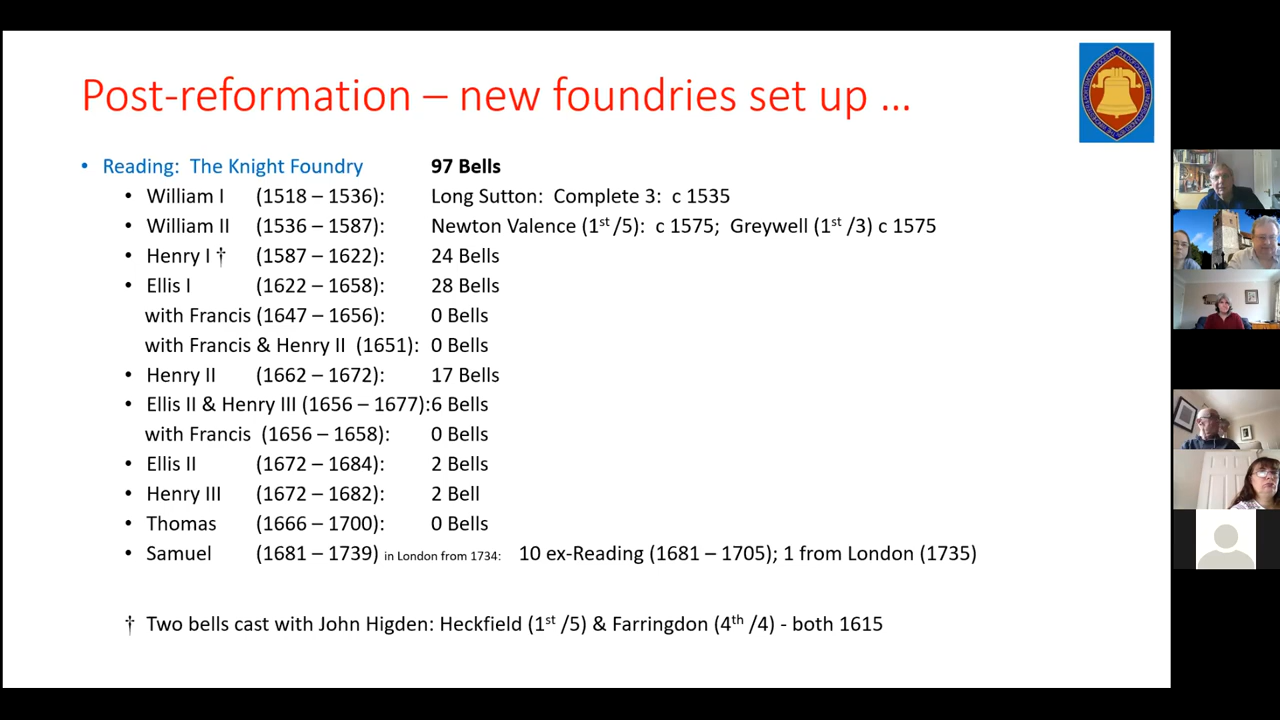 Post-reformation – new foundries set up ...
• Reading: The Knight Foundry 97 Bells
• William I (1518 – 1536): Long Sutton: Complete 3: c 1535
• William II (1536 – 1587): Newton Valence (1st /5): c 1575; Greywell (1st /3) c 1575
• Henry I † (1587 – 1622): 24 Bells
• Ellis I (1622 – 1658): 28 Bells
with Francis (1647 – 1656): 0 Bells
with Francis & Henry II (1651): 0 Bells
• Henry II (1662 – 1672): 17 Bells
• Ellis II & Henry III (1656 – 1677): 6 Bells
with Francis (1656 – 1658): 0 Bells
• Ellis II (1672 – 1684): 2 Bells
• Henry III (1672 – 1682): 2 Bell
• Thomas (1666 – 1700): 0 Bells
• Samuel (1681 – 1739) in London from 1734: 10 ex-Reading (1681 – 1705); 1 from London (1735)
† Two bells cast with John Higden: Heckfield (1st /5) & Farringdon (4th /4) - both 1615